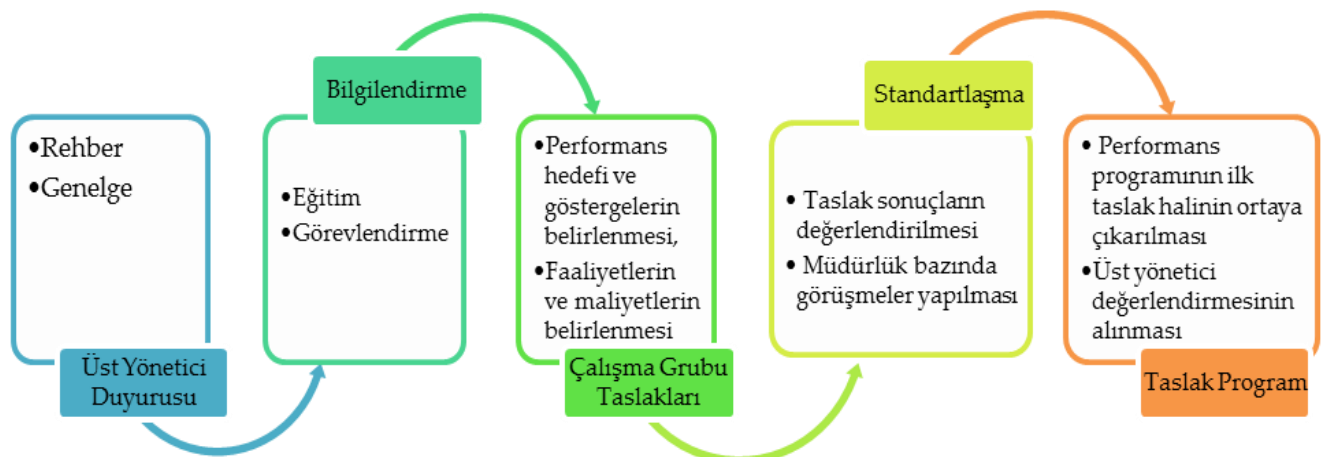 •Rehber
•Genelge
Üst Yönetici
Duyurusu
Bilgilendirme
•Eğitim
•Görevlendirme
•Performans
hedefi ve
göstergelerin
belirlenmesi,
•Faaliyetlerin
ve maliyetlerin
belirlenmesi
Çalışma Grubu
Taslakları
Standartlaşma
• Taslak sonuçların
değerlendirilmesi
• Müdürlük bazında
görüşmeler yapılması
• Performans
programının ilk
taslak halinin ortaya
çıkarılması
•Üst yönetici
değerlendirmesinin
alınması
Taslak Program